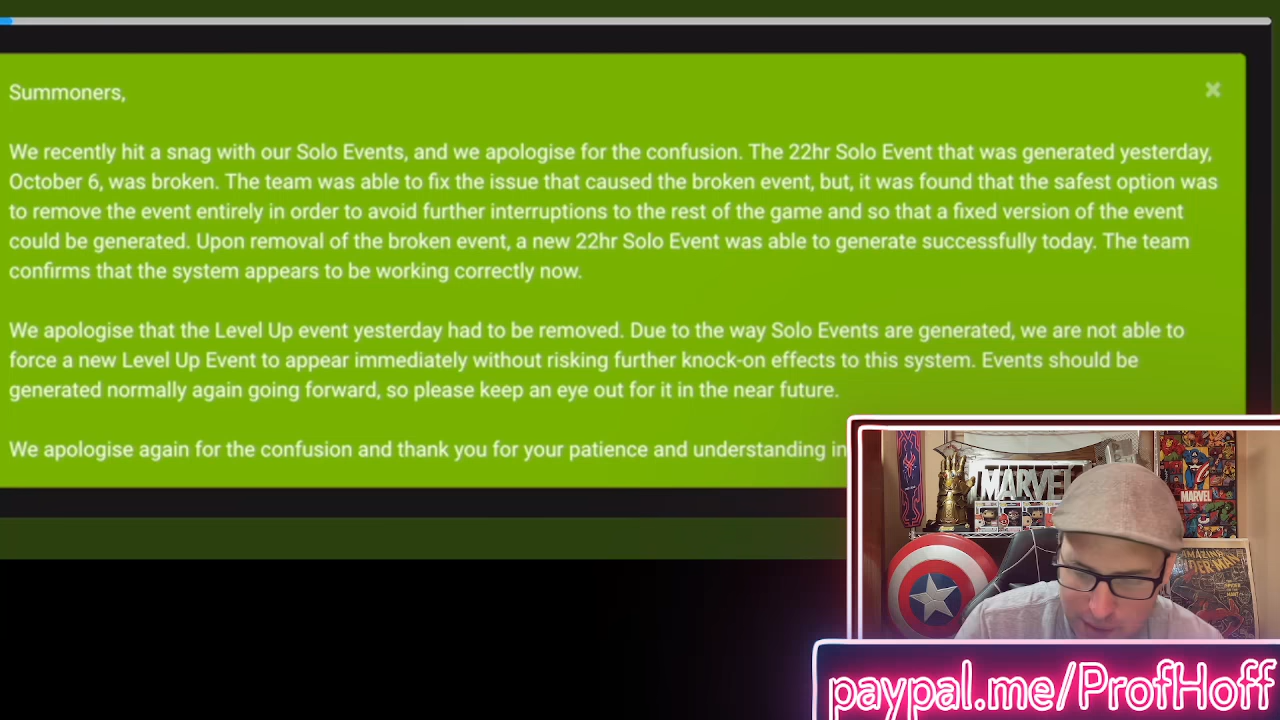 Summoners,
We recently hit a snag with our Solo Events, and we apologise for the confusion. The 22hr Solo Event that was generated yesterday,
October 6, was broken. The team was able to fix the issue that caused the broken event, but, it was found that the safest option was
to remove the event entirely in order to avoid further interruptions to the rest of the game and so that a fixed version of the event
could be generated. Upon removal of the broken event, a new 22hr Solo Event was able to generate successfully today. The team
confirms that the system appears to be working correctly now.
We apologise that the Level Up event yesterday had to be removed. Due to the way Solo Events are generated, we are not able to
force a new Level Up Event to appear immediately without risking further knock-on effects to this system. Events should be
generated normally again going forward, so please keep an eye out for it in the near future.
We apologise again for the confusion and thank you for your patience and understanding in
MARVEL
MARVEL
AMAZING
SPIDER-MAN
paypal.me/ProfHoff